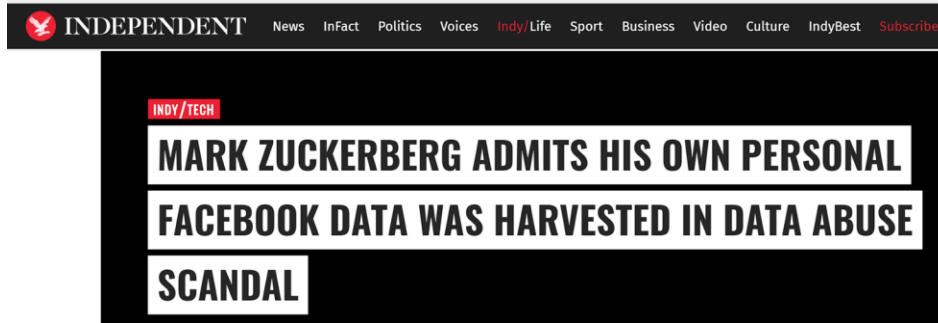 INDEPENDENT News InFact Politics Voices Indy/Life Sport Business Video Culture IndyBest Subscribe
INDY/TECH
MARK ZUCKERBERG ADMITS HIS OWN PERSONAL
FACEBOOK DATA WAS HARVESTED IN DATA ABUSE
SCANDAL